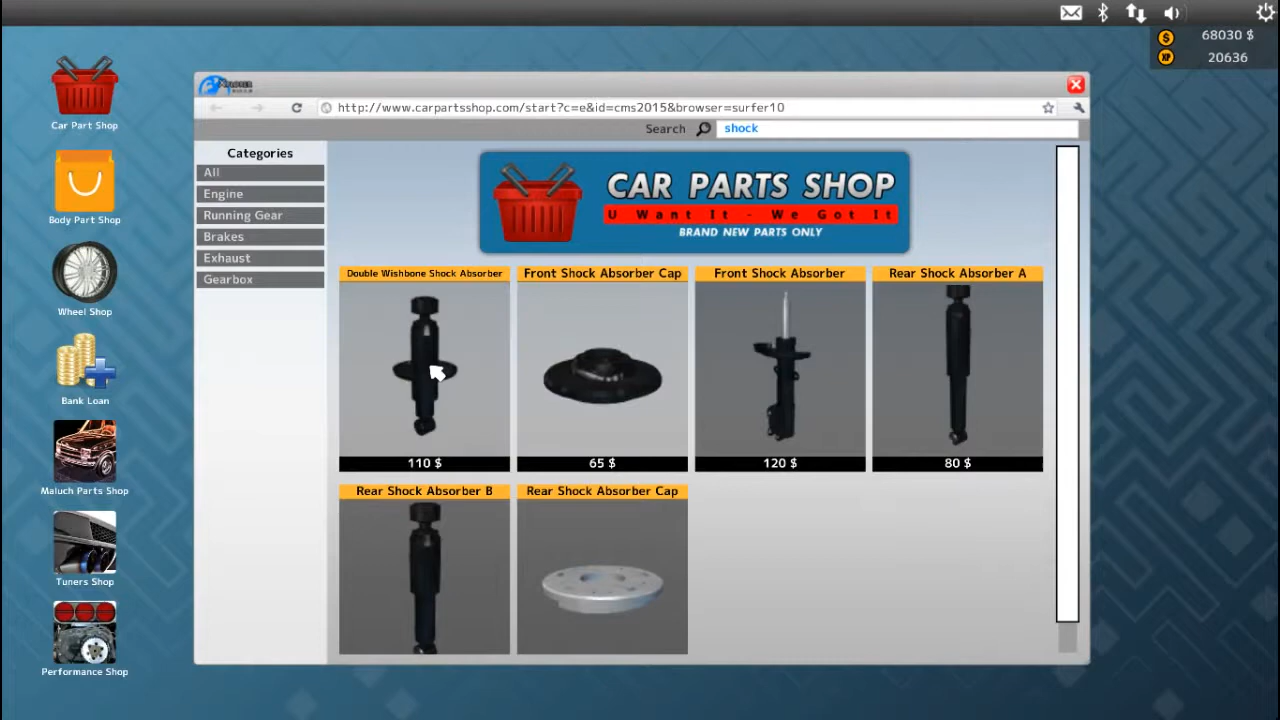 68030 $
20636
http://www.carpartsshop.com/start?c=e&id=cms2015&browser=surfer10
Search shock
Car Part Shop
Body Part Shop
Wheel Shop
Bank Loan
Maluch Parts Shop
Tuners Shop
Performance Shop
Categories
All
Engine
Running Gear
Brakes
Exhaust
Gearbox
CAR PARTS SHOP
U Want It - We Got It
BRAND NEW PARTS ONLY
Double Wishbone Shock Absorber
110 $
Front Shock Absorber Cap
65 $
Front Shock Absorber
120 $
Rear Shock Absorber A
80 $
Rear Shock Absorber B
Rear Shock Absorber Cap